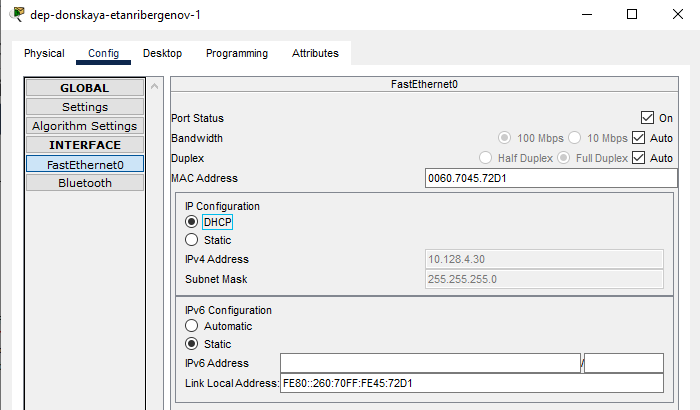 dep-donskaya-etanribergenov-1
Physical Config Desktop Programming Attributes
GLOBAL
Settings
Algorithm Settings
INTERFACE
FastEthernet0
Bluetooth
FastEthernet0
Port Status On
Bandwidth 100 Mbps 10 Mbps Auto
Duplex Half Duplex Full Duplex Auto
MAC Address 0060.7045.72D1
IP Configuration
DHCP
Static
IPv4 Address 10.128.4.30
Subnet Mask 255.255.255.0
IPv6 Configuration
Automatic
Static
IPv6 Address /
Link Local Address: FE80::260:70FF:FE45:72D1